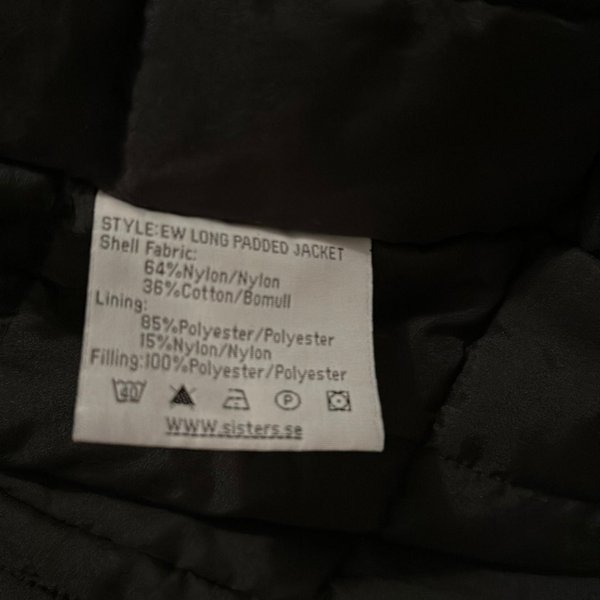 STYLE:EW LONG PADDED JACKET
Shell Fabric:
64%Nylon/Nylon
36%Cotton/Bomull
Lining:
85%Polyester/Polyester
15%Nylon/Nylon
Filling:100%Polyester/Polyester
40 P
www.sisters.se